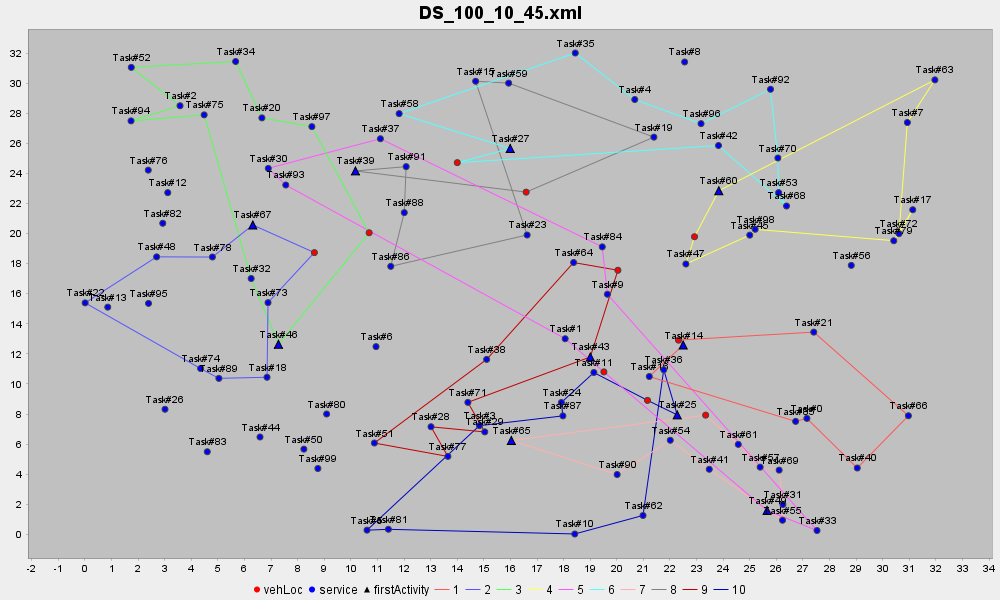 DS_100_10_45.xml
Task#35
Task#8
Task#34
Task#52
Task#15
Task#59
Task#63
Task#92
Task#4
Task#2
Task#75
Task#94
Task#20
Task#97
Task#58
Task#96
Task#7
Task#19
Task#37
Task#27
Task#42
Task#70
Task#76
Task#30
Task#39
Task#91
Task#12
Task#93
Task#60
Task#53
Task#68
Task#88
Task#17
Task#82
Task#67
Task#23
Task#98
Task#45
Task#72
Task#79
Task#84
Task#48
Task#78
Task#86
Task#64
Task#47
Task#56
Task#32
Task#9
Task#22
Task#13
Task#95
Task#73
Task#21
Task#46
Task#6
Task#1
Task#14
Task#38
Task#43
Task#74
Task#89
Task#18
Task#11
Task#36
Task#26
Task#80
Task#71
Task#24
Task#87
Task#25
Task#0
Task#66
Task#28
Task#3
Task#29
Task#44
Task#51
Task#65
Task#54
Task#61
Task#83
Task#50
Task#77
Task#99
Task#90
Task#41
Task#57
Task#69
Task#40
Task#62
Task#49
Task#31
Task#55
Task#81
Task#10
Task#33
32
30
28
26
24
22
20
18
16
14
12
10
8
6
4
2
0
-2 -1 0 1 2 3 4 5 6 7 8 9 10 11 12 13 14 15 16 17 18 19 20 21 22 23 24 25 26 27 28 29 30 31 32 33 34
vehLoc service firstActivity 1 2 3 4 5 6 7 8 9 10